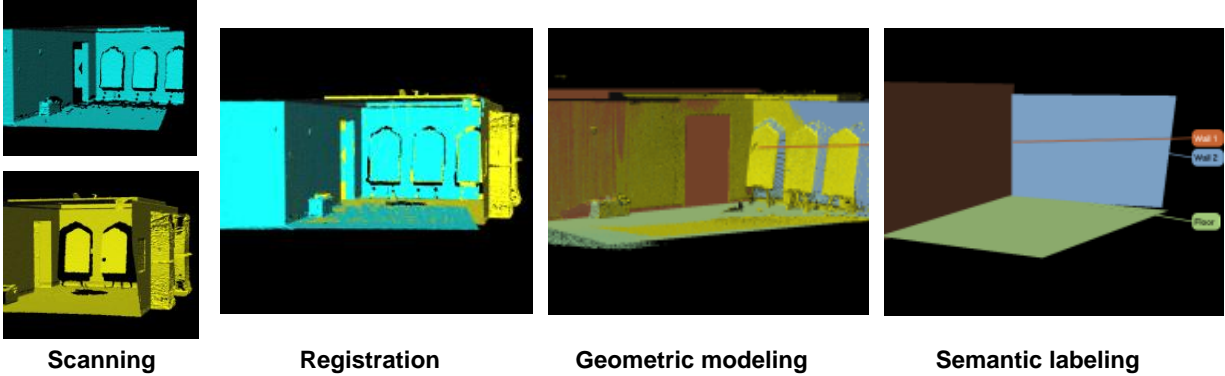 Wall 1
Wall 2
Floor
Scanning
Registration
Geometric modeling
Semantic labeling